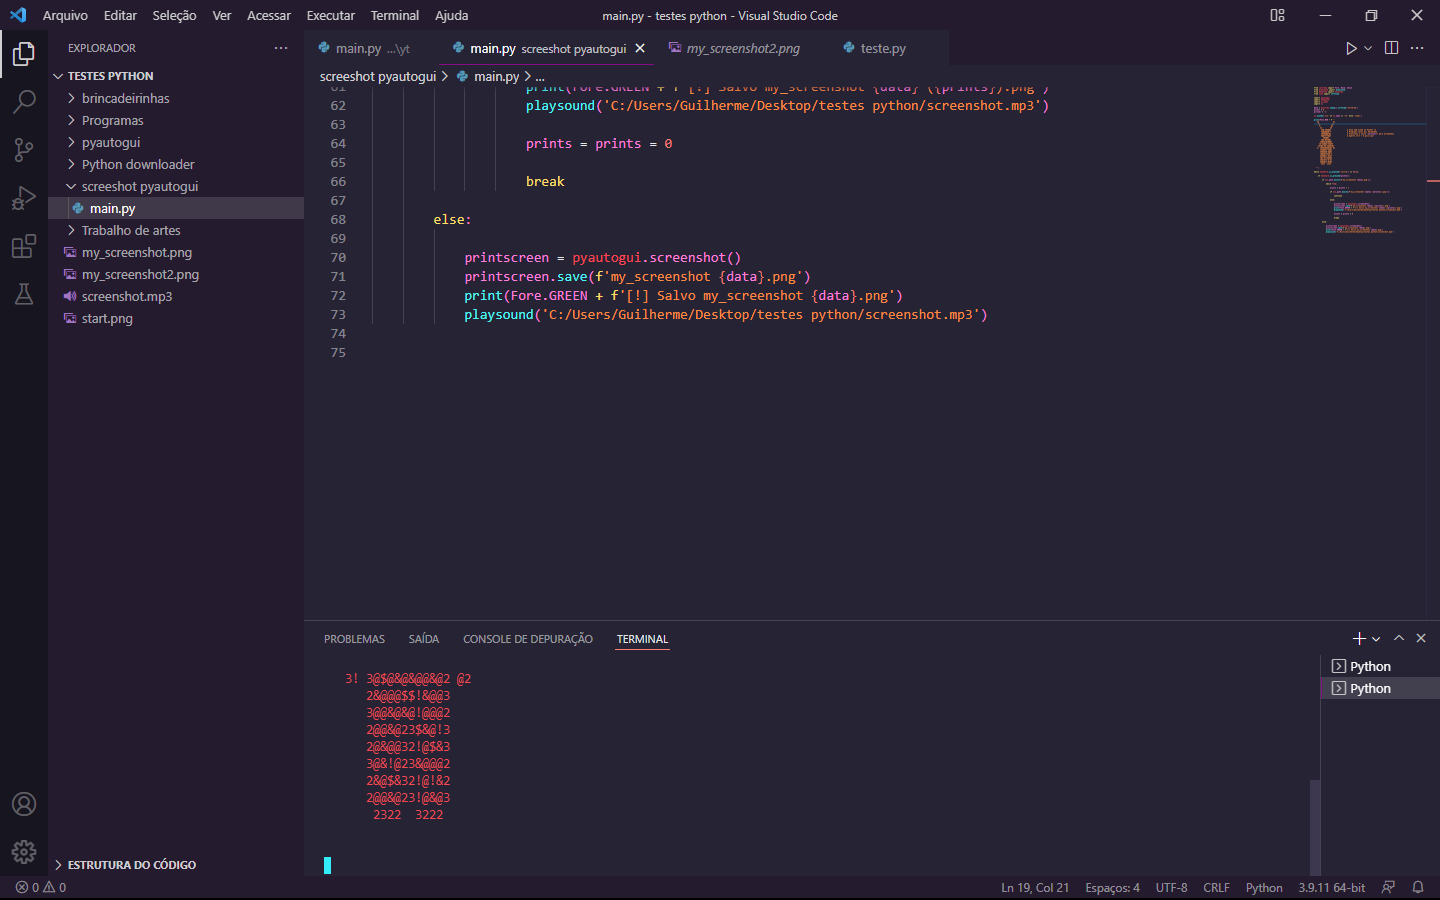 Arquivo Editar Seleção Ver Acessar Executar Terminal Ajuda
main.py - testes python - Visual Studio Code
EXPLORADOR
TESTES PYTHON
brincadeirinhas
Programas
pyautogui
Python downloader
screeshot pyautogui
main.py
Trabalho de artes
my_screenshot.png
my_screenshot2.png
screenshot.mp3
start.png
ESTRUTURA DO CÓDIGO
main.py ...\yt
main.py screeshot pyautogui
my_screenshot2.png
teste.py
screeshot pyautogui > main.py > ...
61 print(Fore.GREEN + f'[!] Salvo my_screenshot {data} ({prints}).png')
62 playsound('C:/Users/Guilherme/Desktop/testes python/screenshot.mp3')
63
64 prints = prints = 0
65
66 break
67
68 else:
69
70 printscreen = pyautogui.screenshot()
71 printscreen.save(f'my_screenshot {data}.png')
72 print(Fore.GREEN + f'[!] Salvo my_screenshot {data}.png')
73 playsound('C:/Users/Guilherme/Desktop/testes python/screenshot.mp3')
74
75
PROBLEMAS SAÍDA CONSOLE DE DEPURAÇÃO TERMINAL
3! 3@$@&@&@@&@2 @2
2&@@@$$!&@@3
3@@&@&@!@@@2
2@@&@23$&@!3
2@&@@32!@$&3
3@&!@23&@@@2
2&@$&32!@!&2
2@@&@23!@&@3
2322 3222
Python
Python
0 0
Ln 19, Col 21 Espaços: 4 UTF-8 CRLF Python 3.9.11 64-bit